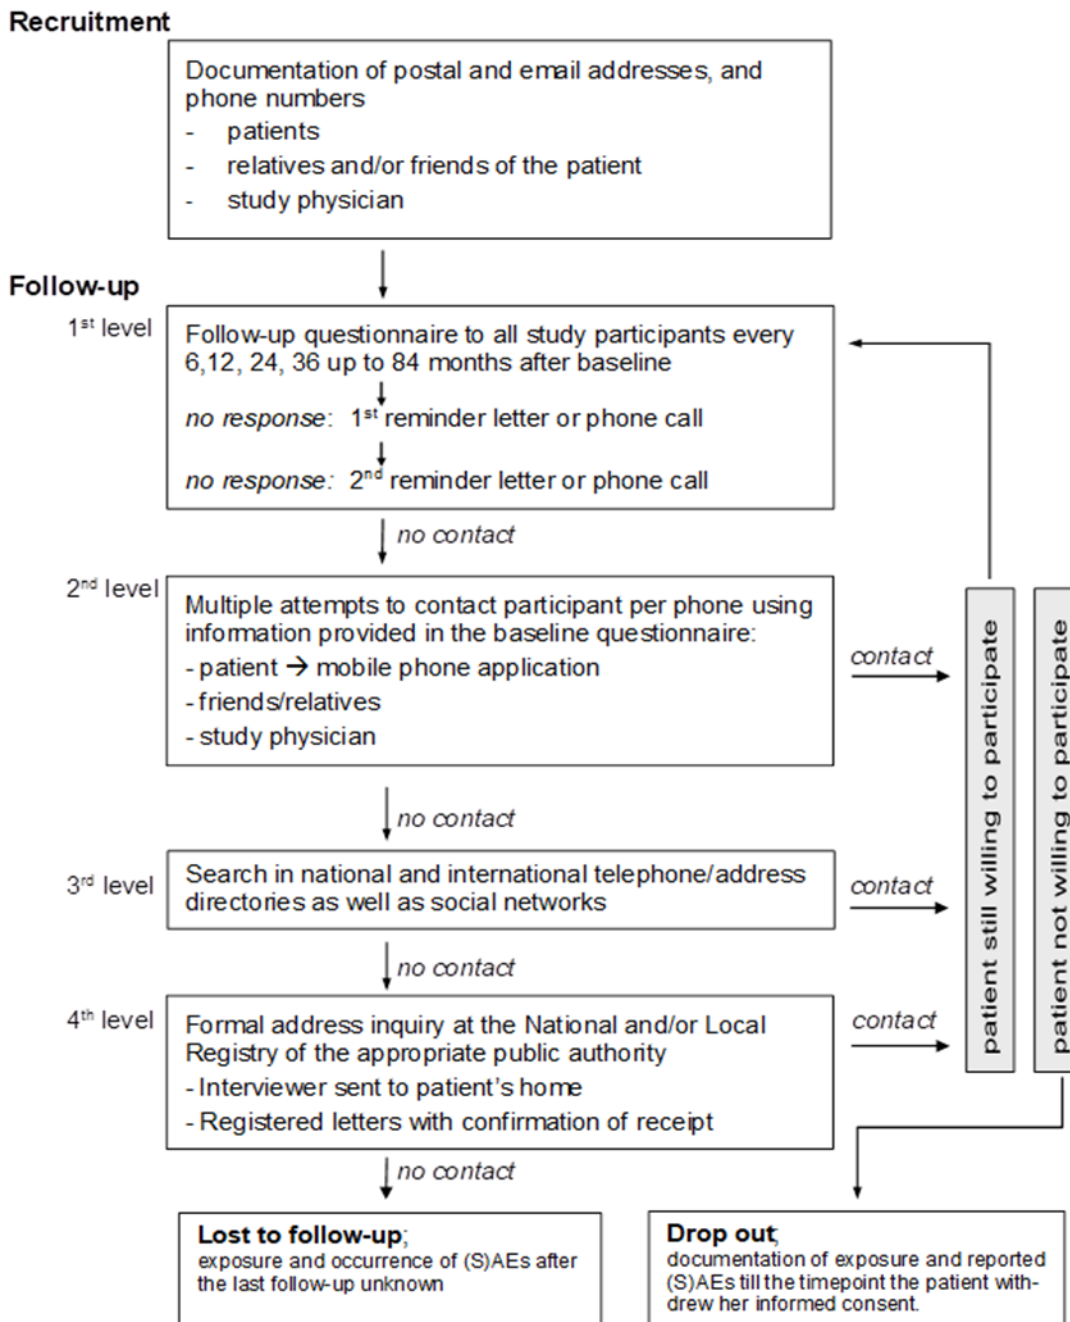 Recruitment
Documentation of postal and email addresses, and
phone numbers
- patients
- relatives and/or friends of the patient
- study physician
Follow-up
1st level
Follow-up questionnaire to all study participants every
6,12, 24, 36 up to 84 months after baseline
no response: 1st reminder letter or phone call
no response: 2nd reminder letter or phone call
no contact
2nd level
Multiple attempts to contact participant per phone using
information provided in the baseline questionnaire:
- patient → mobile phone application
- friends/relatives
- study physician
contact
no contact
3rd level
Search in national and international telephone/address
directories as well as social networks
contact
no contact
4th level
Formal address inquiry at the National and/or Local
Registry of the appropriate public authority
- Interviewer sent to patient's home
- Registered letters with confirmation of receipt
contact
no contact
patient still willing to participate
patient not willing to participate
Lost to follow-up;
exposure and occurrence of (S)AEs after
the last follow-up unknown
Drop out;
documentation of exposure and reported
(S)AEs till the timepoint the patient with-
drew her informed consent.